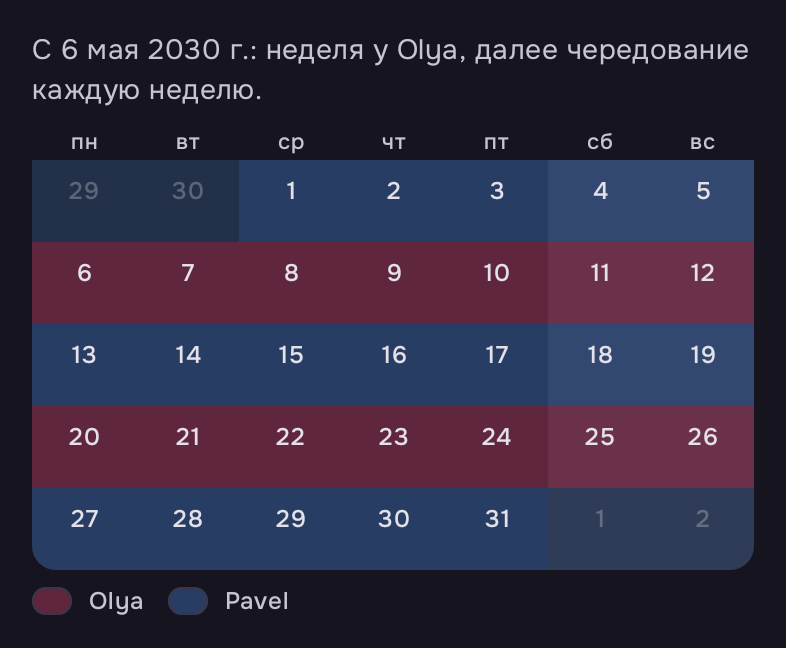 С 6 мая 2030 г.: неделя у Olya, далее чередование
каждую неделю.
пн вт ср чт пт сб вс
29 30 1 2 3 4 5
6 7 8 9 10 11 12
13 14 15 16 17 18 19
20 21 22 23 24 25 26
27 28 29 30 31 1 2
Olya Pavel